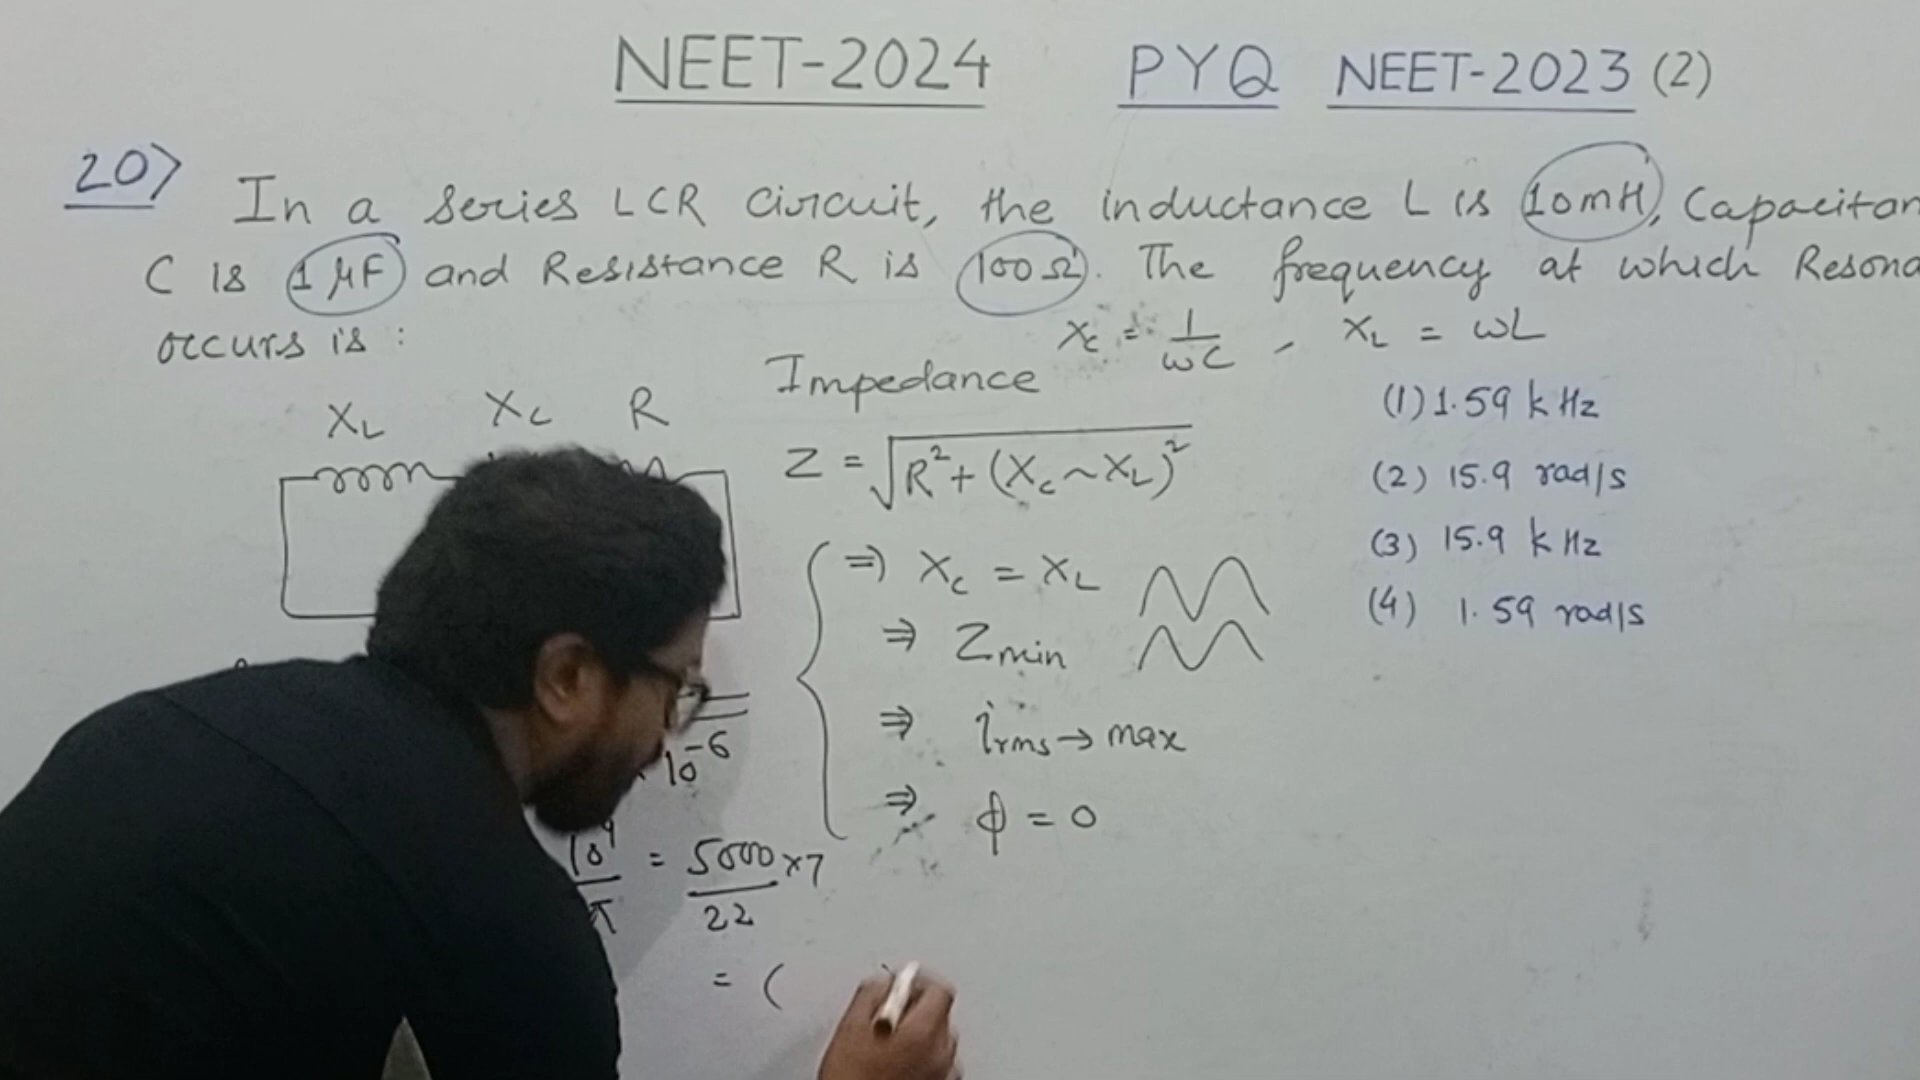 NEET-2024 PYQ NEET-2023 (2)
20> In a series LCR circuit, the inductance L is 10mH, Capacitan
C is 1 μF and Resistance R is 100Ω. The frequency at which Resona
occurs is :
Xc = 1/ωC , XL = ωL
Impedance
XL Xc R
Z = √R²+(Xc~XL)²
(1) 1.59 kHz
(2) 15.9 rad/s
(3) 15.9 kHz
(4) 1.59 rad/s
⇒ Xc = XL
⇒ Zmin
⇒ irms→max
⇒ ϕ = 0
10⁻⁶
10⁴/π = 5000/22 ×7
= (